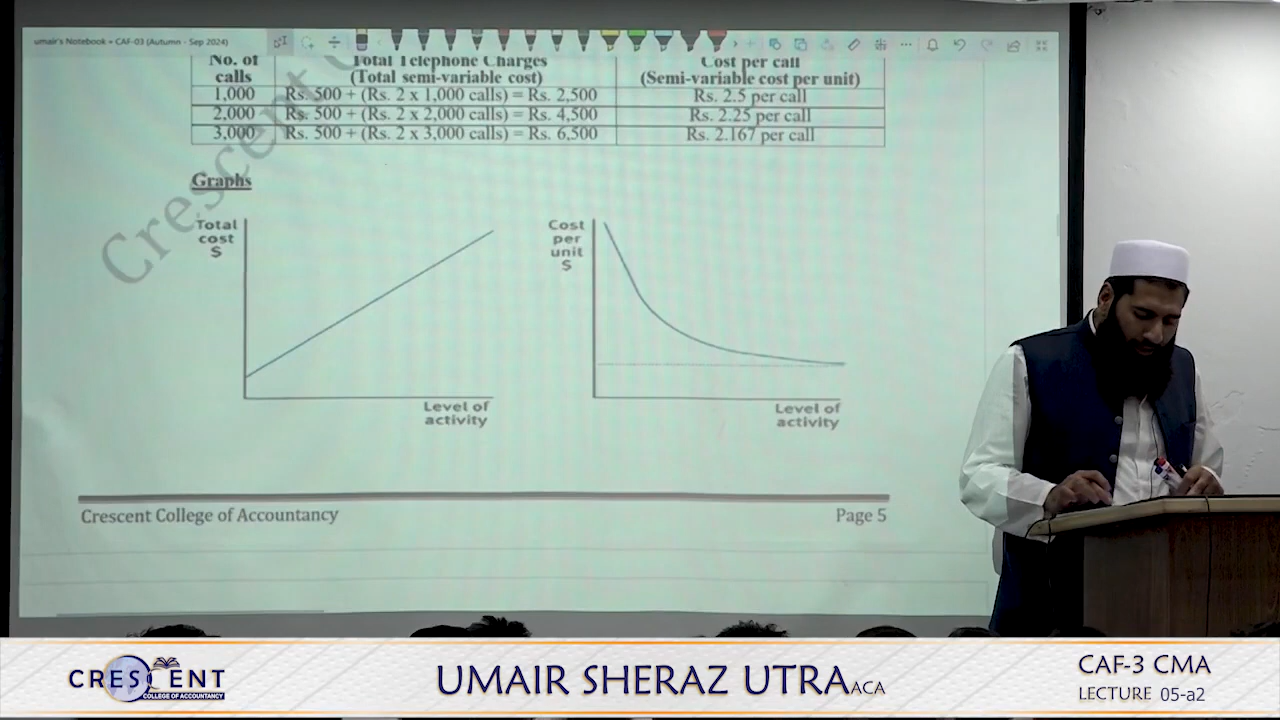 umair's Notebook » CAF-03 (Autumn - Sep 2024)
No. of calls Total Telephone Charges (Total semi-variable cost) Cost per call (Semi-variable cost per unit)
1,000 Rs. 500 + (Rs. 2 x 1,000 calls) = Rs. 2,500 Rs. 2.5 per call
2,000 Rs. 500 + (Rs. 2 x 2,000 calls) = Rs. 4,500 Rs. 2.25 per call
3,000 Rs. 500 + (Rs. 2 x 3,000 calls) = Rs. 6,500 Rs. 2.167 per call
Crescent
Graphs
Total
cost
$
Level of
activity
Cost
per
unit
$
Level of
activity
Crescent College of Accountancy Page 5
CRESCENT
COLLEGE OF ACCOUNTANCY
UMAIR SHERAZ UTRA ACA
CAF-3 CMA
LECTURE 05-a2